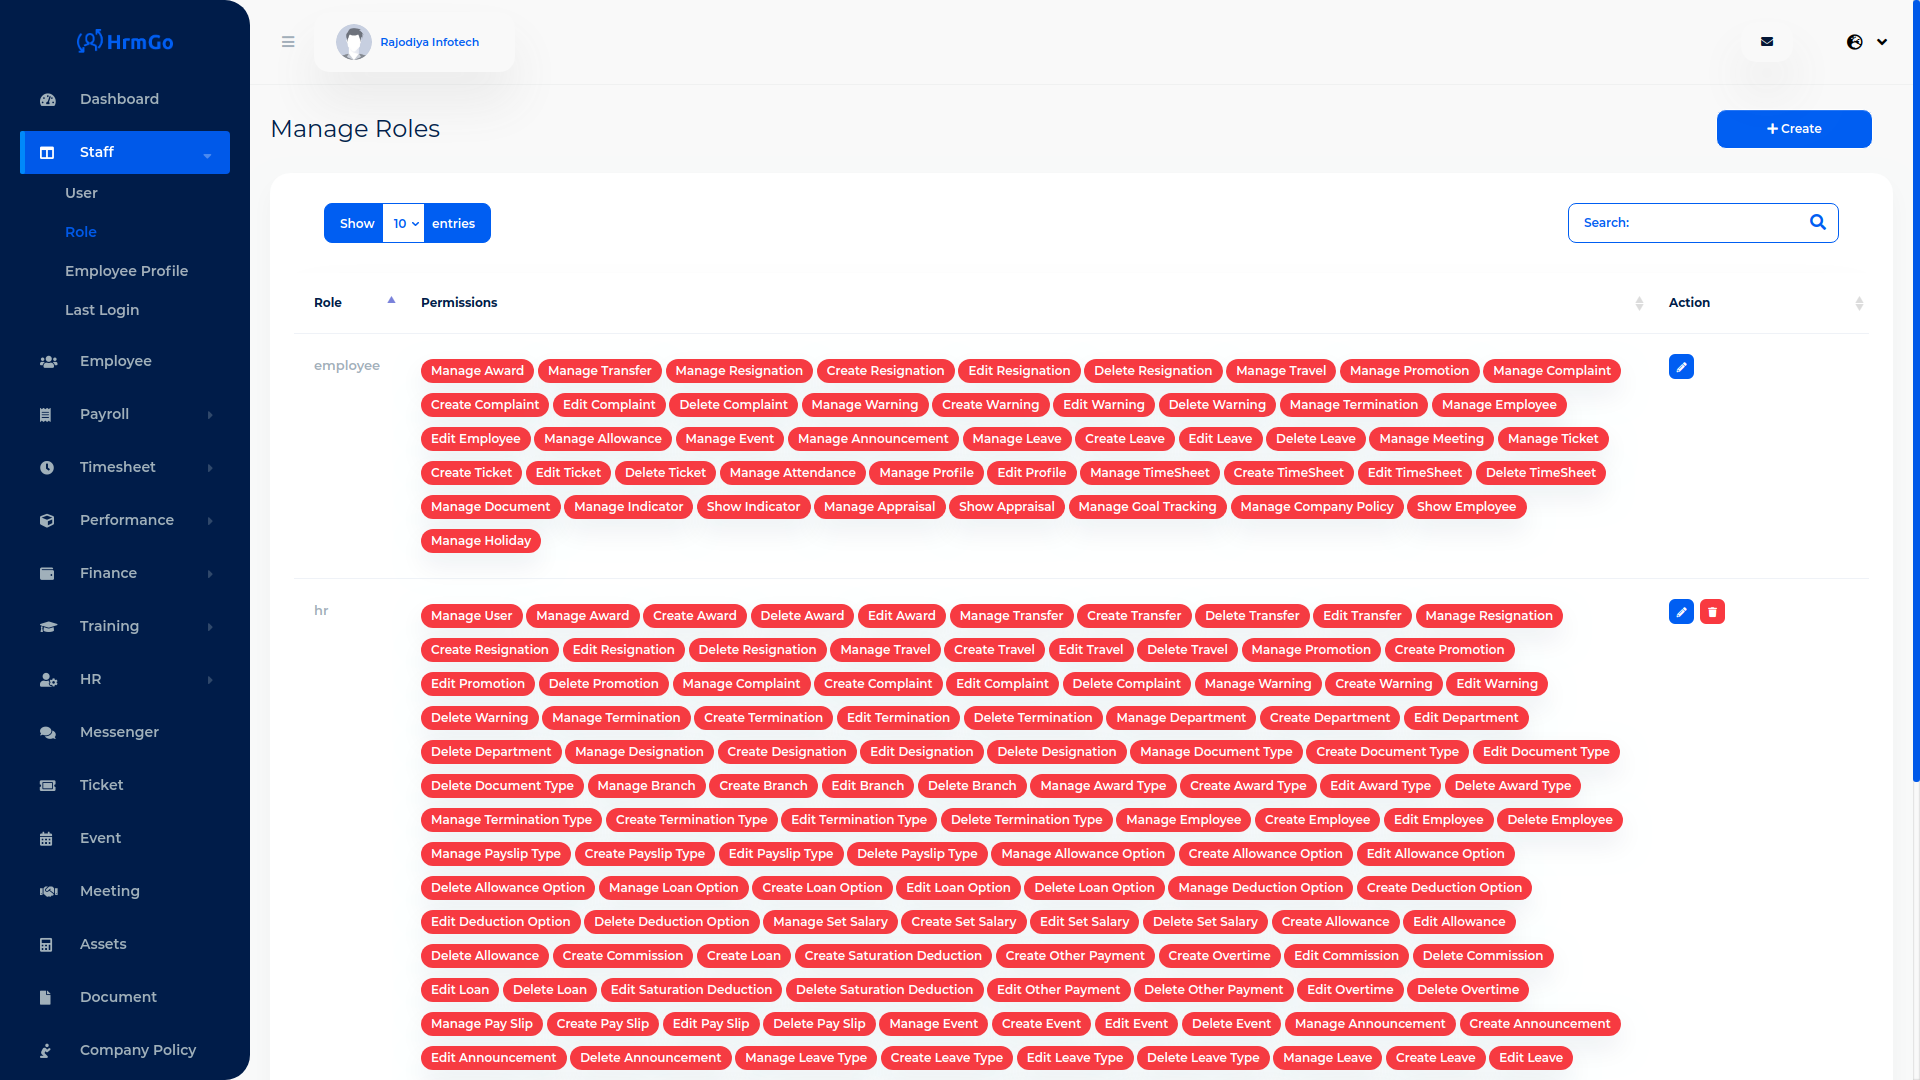 HrmGo
Rajodiya Infotech
Dashboard
Staff
User
Role
Employee Profile
Last Login
Employee
Payroll
Timesheet
Performance
Finance
Training
HR
Messenger
Ticket
Event
Meeting
Assets
Document
Company Policy
Manage Roles
Create
Show 10 entries
Search:
Role Permissions Action
employee
Manage Award Manage Transfer Manage Resignation Create Resignation Edit Resignation Delete Resignation Manage Travel Manage Promotion Manage Complaint
Create Complaint Edit Complaint Delete Complaint Manage Warning Create Warning Edit Warning Delete Warning Manage Termination Manage Employee
Edit Employee Manage Allowance Manage Event Manage Announcement Manage Leave Create Leave Edit Leave Delete Leave Manage Meeting Manage Ticket
Create Ticket Edit Ticket Delete Ticket Manage Attendance Manage Profile Edit Profile Manage TimeSheet Create TimeSheet Edit TimeSheet Delete TimeSheet
Manage Document Manage Indicator Show Indicator Manage Appraisal Show Appraisal Manage Goal Tracking Manage Company Policy Show Employee
Manage Holiday
hr
Manage User Manage Award Create Award Delete Award Edit Award Manage Transfer Create Transfer Delete Transfer Edit Transfer Manage Resignation
Create Resignation Edit Resignation Delete Resignation Manage Travel Create Travel Edit Travel Delete Travel Manage Promotion Create Promotion
Edit Promotion Delete Promotion Manage Complaint Create Complaint Edit Complaint Delete Complaint Manage Warning Create Warning Edit Warning
Delete Warning Manage Termination Create Termination Edit Termination Delete Termination Manage Department Create Department Edit Department
Delete Department Manage Designation Create Designation Edit Designation Delete Designation Manage Document Type Create Document Type Edit Document Type
Delete Document Type Manage Branch Create Branch Edit Branch Delete Branch Manage Award Type Create Award Type Edit Award Type Delete Award Type
Manage Termination Type Create Termination Type Edit Termination Type Delete Termination Type Manage Employee Create Employee Edit Employee Delete Employee
Manage Payslip Type Create Payslip Type Edit Payslip Type Delete Payslip Type Manage Allowance Option Create Allowance Option Edit Allowance Option
Delete Allowance Option Manage Loan Option Create Loan Option Edit Loan Option Delete Loan Option Manage Deduction Option Create Deduction Option
Edit Deduction Option Delete Deduction Option Manage Set Salary Create Set Salary Edit Set Salary Delete Set Salary Create Allowance Edit Allowance
Delete Allowance Create Commission Create Loan Create Saturation Deduction Create Other Payment Create Overtime Edit Commission Delete Commission
Edit Loan Delete Loan Edit Saturation Deduction Delete Saturation Deduction Edit Other Payment Delete Other Payment Edit Overtime Delete Overtime
Manage Pay Slip Create Pay Slip Edit Pay Slip Delete Pay Slip Manage Event Create Event Edit Event Delete Event Manage Announcement Create Announcement
Edit Announcement Delete Announcement Manage Leave Type Create Leave Type Edit Leave Type Delete Leave Type Manage Leave Create Leave Edit Leave